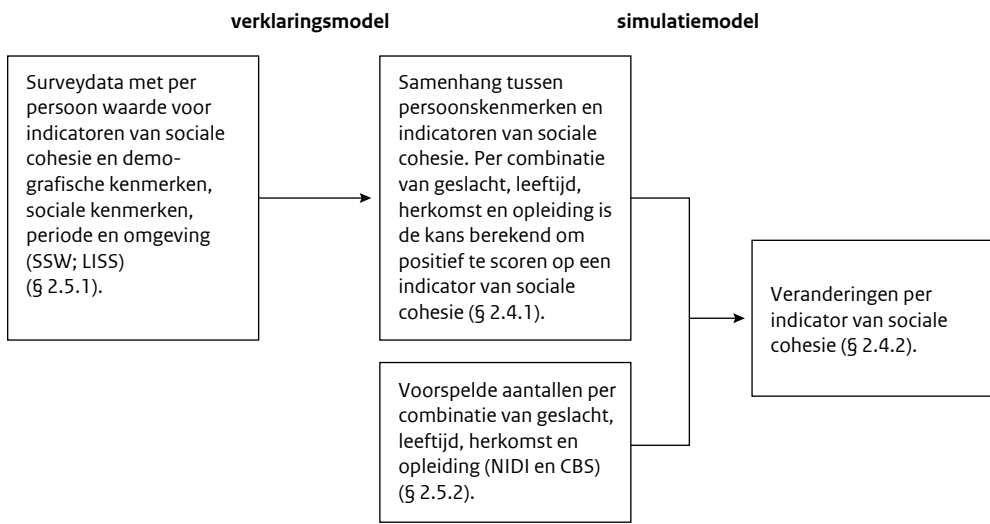 verklaringsmodel
simulatiemodel
Surveydata met per
persoon waarde voor
indicatoren van sociale
cohesie en demo-
grafische kenmerken,
sociale kenmerken,
periode en omgeving
(SSW; LISS)
(§ 2.5.1).
Samenhang tussen
persoonskenmerken en
indicatoren van sociale
cohesie. Per combinatie
van geslacht, leeftijd,
herkomst en opleiding is
de kans berekend om
positief te scoren op een
indicator van sociale
cohesie (§ 2.4.1).
Voorspelde aantallen per
combinatie van geslacht,
leeftijd, herkomst en
opleiding (NIDI en CBS)
(§ 2.5.2).
Veranderingen per
indicator van sociale
cohesie (§ 2.4.2).